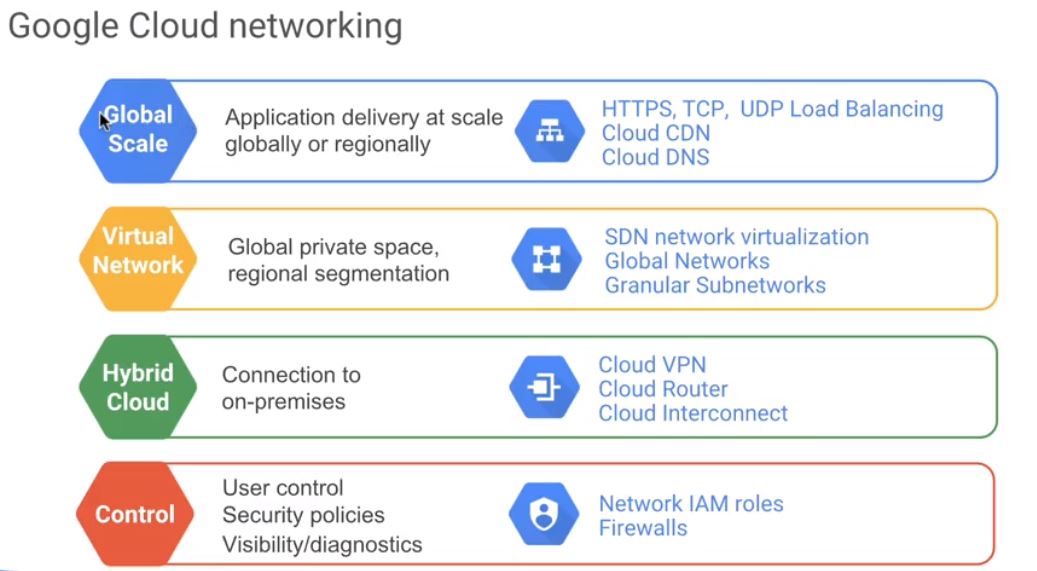 Google Cloud networking
Global
Scale
Application delivery at scale
globally or regionally
HTTPS, TCP, UDP Load Balancing
Cloud CDN
Cloud DNS
Virtual
Network
Global private space,
regional segmentation
SDN network virtualization
Global Networks
Granular Subnetworks
Hybrid
Cloud
Connection to
on-premises
Cloud VPN
Cloud Router
Cloud Interconnect
Control
User control
Security policies
Visibility/diagnostics
Network IAM roles
Firewalls